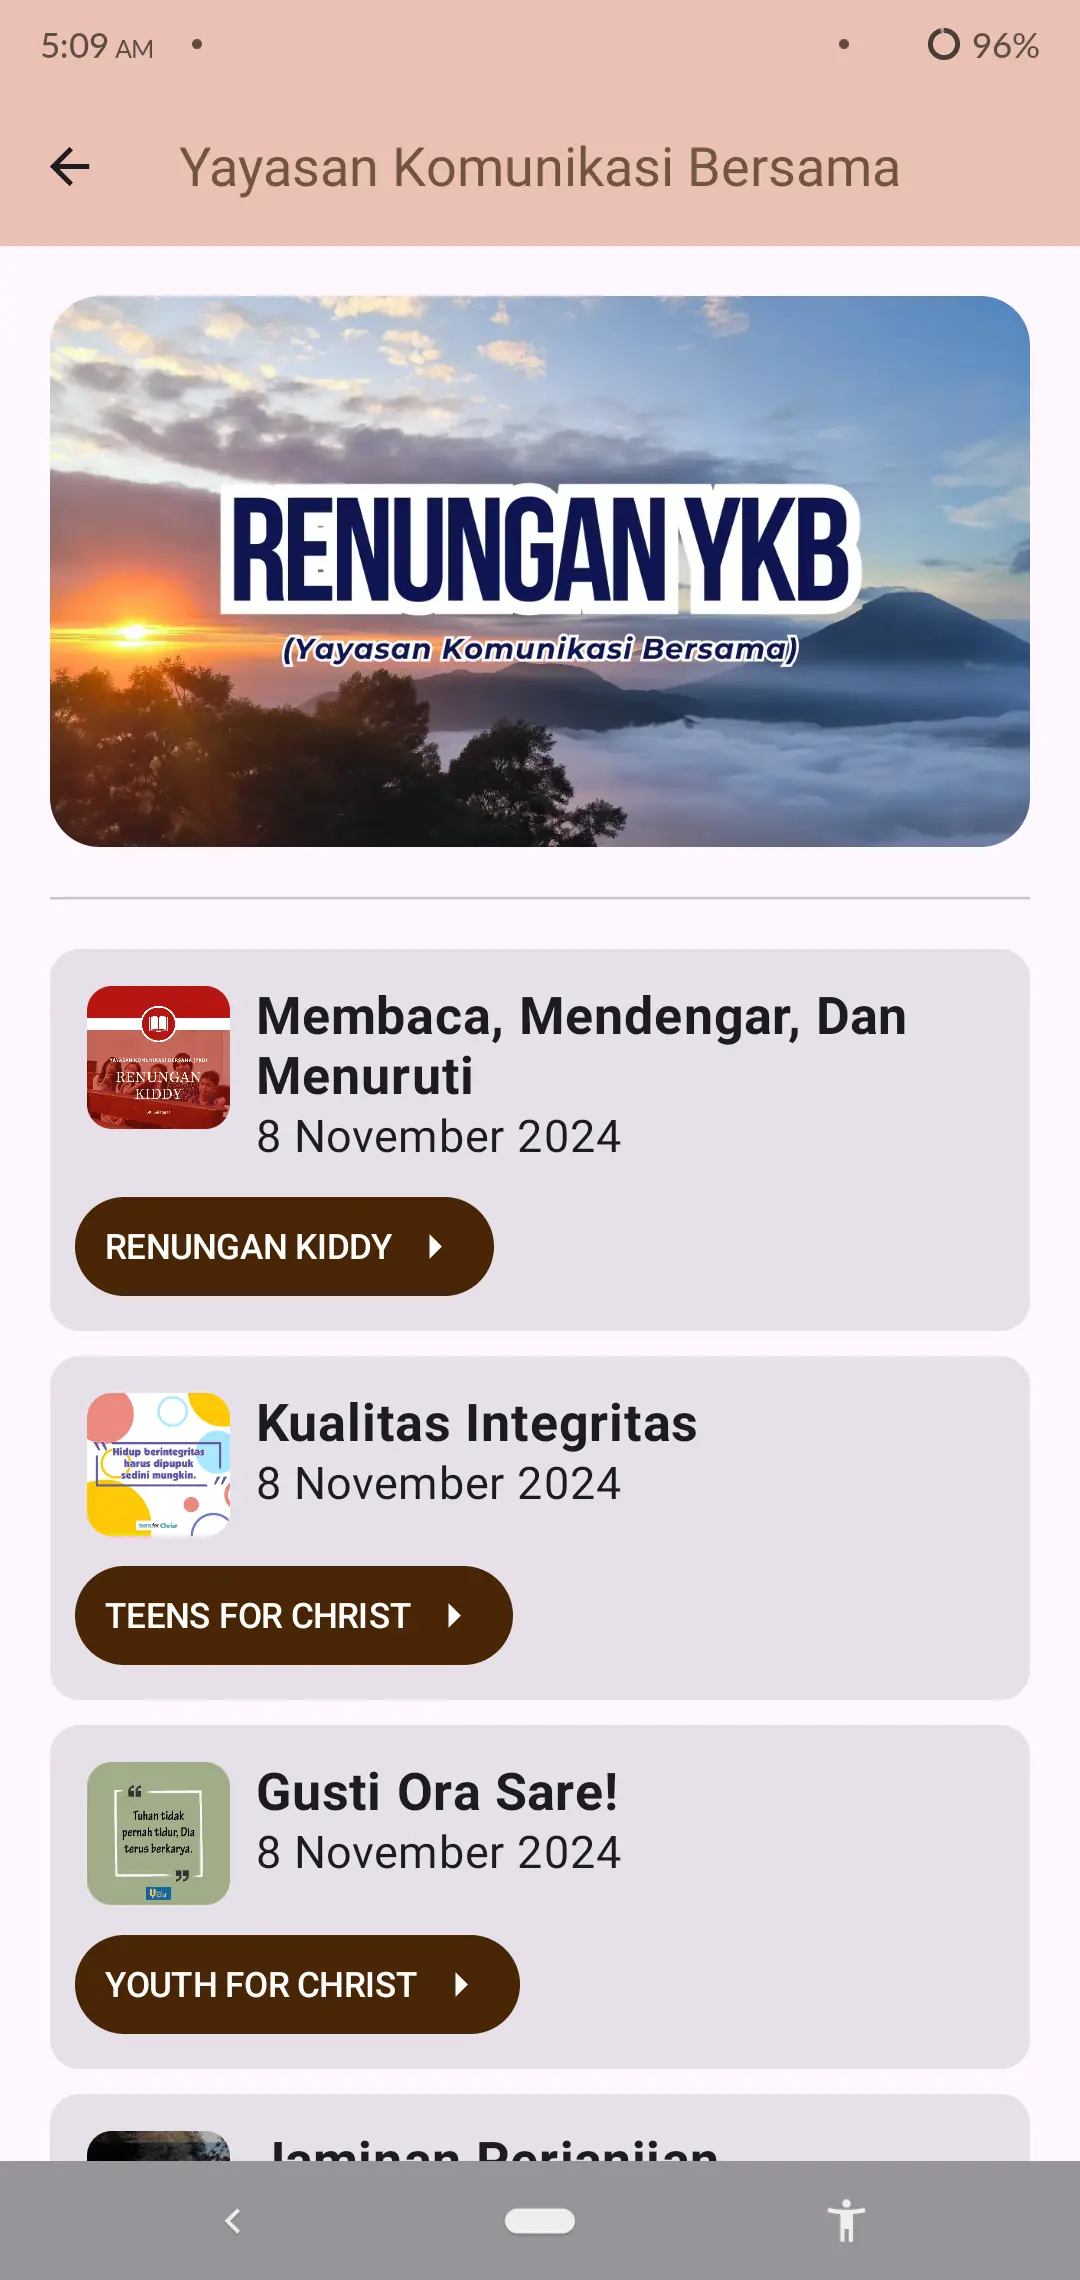 5:09 AM
96%
Yayasan Komunikasi Bersama
RENUNGAN YKB
(Yayasan Komunikasi Bersama)
Membaca, Mendengar, Dan
Menuruti
8 November 2024
YAYASAN KOMUNIKASI BERSAMA (YKB)
RENUNGAN
KIDDY
RENUNGAN KIDDY
Kualitas Integritas
8 November 2024
Hidup berintegritas
harus dipupuk
sedini mungkin.
teens for Christ
TEENS FOR CHRIST
Gusti Ora Sare!
8 November 2024
Tuhan tidak
pernah tidur, Dia
terus berkarya.
YOUTH FOR CHRIST
Jaminan Perjanjian